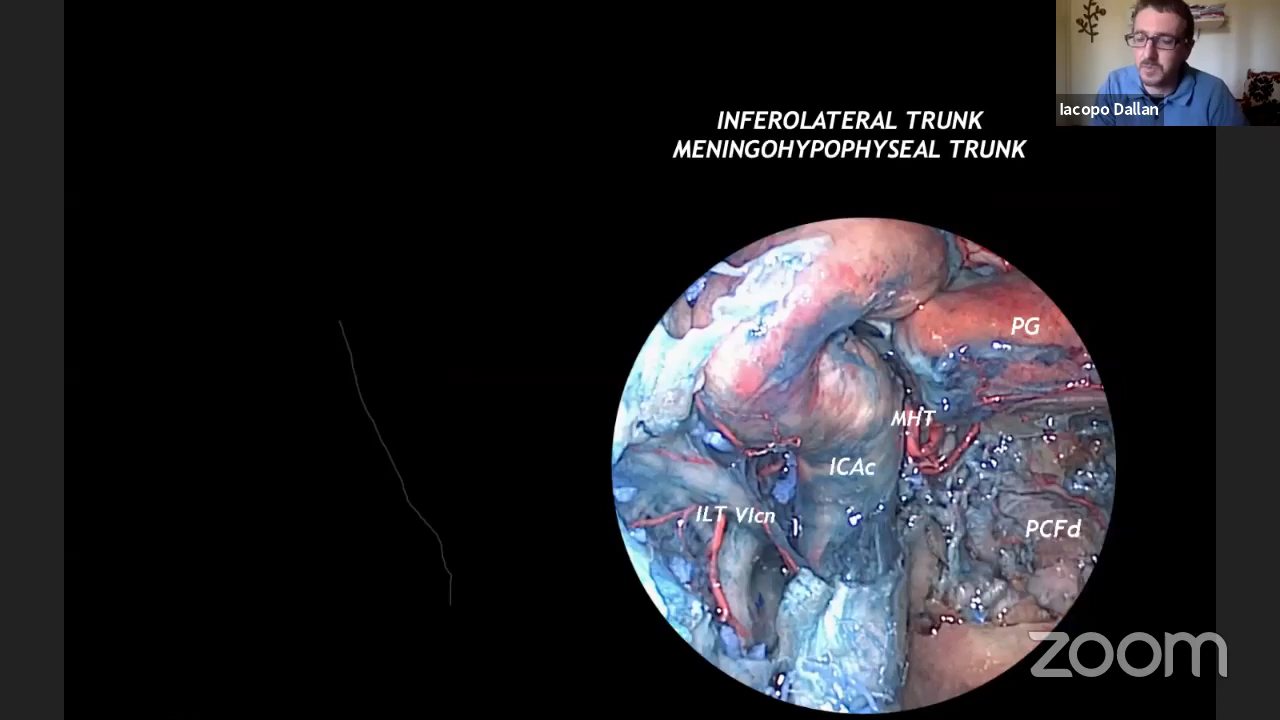 Iacopo Dallan
INFEROLATERAL TRUNK
MENINGOHYPOPHYSEAL TRUNK
PG
MHT
ICAc
ILT VIcn
PCFd
zoom